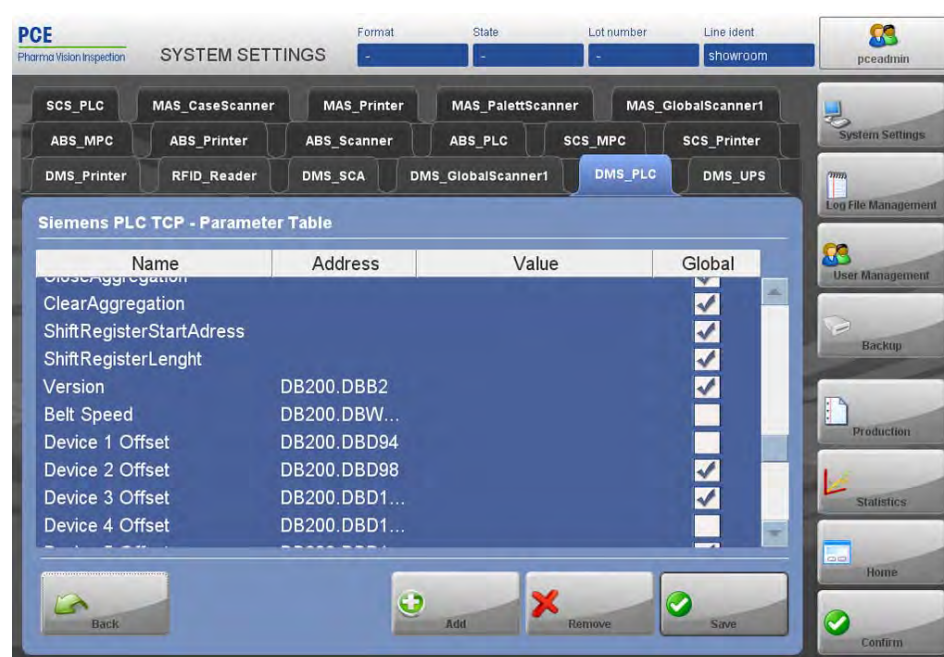 PCE
Pharma Vision Inspection
SYSTEM SETTINGS
Format
-
State
-
Lot number
-
Line ident
showroom
pceadmin
SCS_PLC
MAS_CaseScanner
MAS_Printer
MAS_PalettScanner
MAS_GlobalScanner1
ABS_MPC
ABS_Printer
ABS_Scanner
ABS_PLC
SCS_MPC
SCS_Printer
DMS_Printer
RFID_Reader
DMS_SCA
DMS_GlobalScanner1
DMS_PLC
DMS_UPS
Siemens PLC TCP - Parameter Table
Name Address Value Global
CloseAggregation
ClearAggregation
ShiftRegisterStartAdress
ShiftRegisterLenght
Version DB200.DBB2
Belt Speed DB200.DBW...
Device 1 Offset DB200.DBD94
Device 2 Offset DB200.DBD98
Device 3 Offset DB200.DBD1...
Device 4 Offset DB200.DBD1...
Back
Add
Remove
Save
System Settings
Log File Management
User Management
Backup
Production
Statistics
Home
Confirm